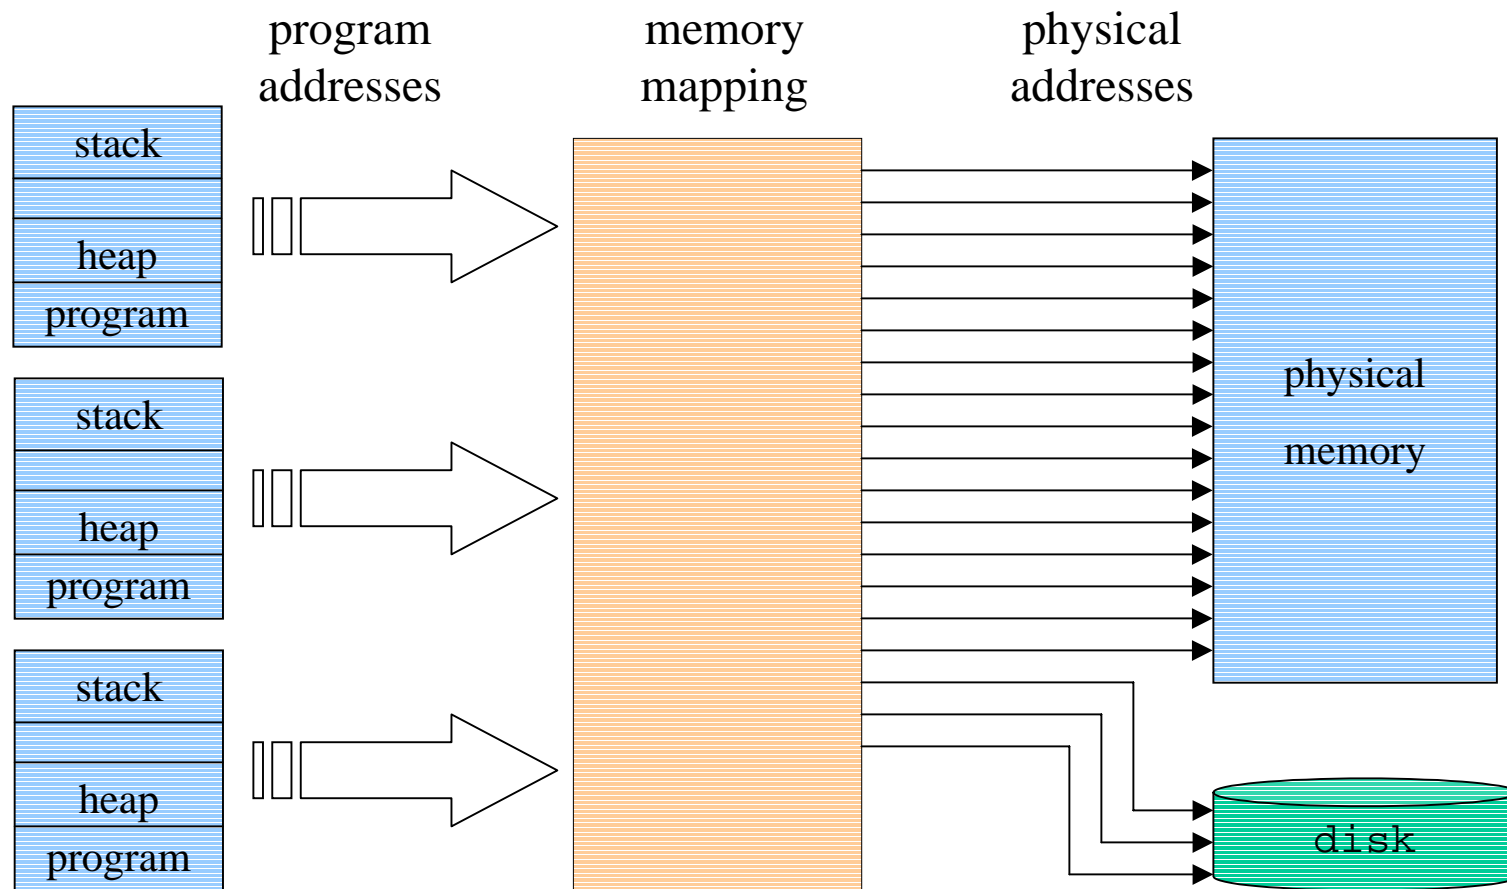 program
addresses
memory
mapping
physical
addresses
stack
heap
program
stack
heap
program
stack
heap
program
physical
memory
disk